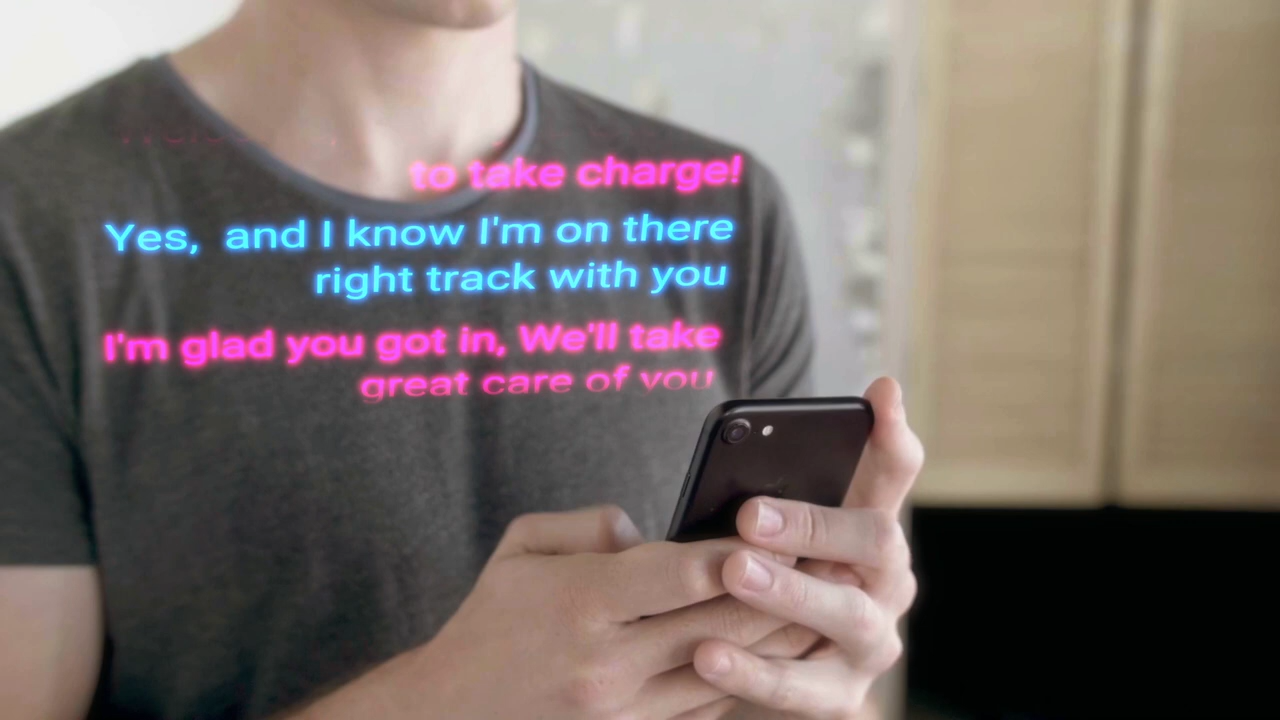 to take charge!
Yes, and I know I'm on there
right track with you
I'm glad you got in, We'll take
great care of you